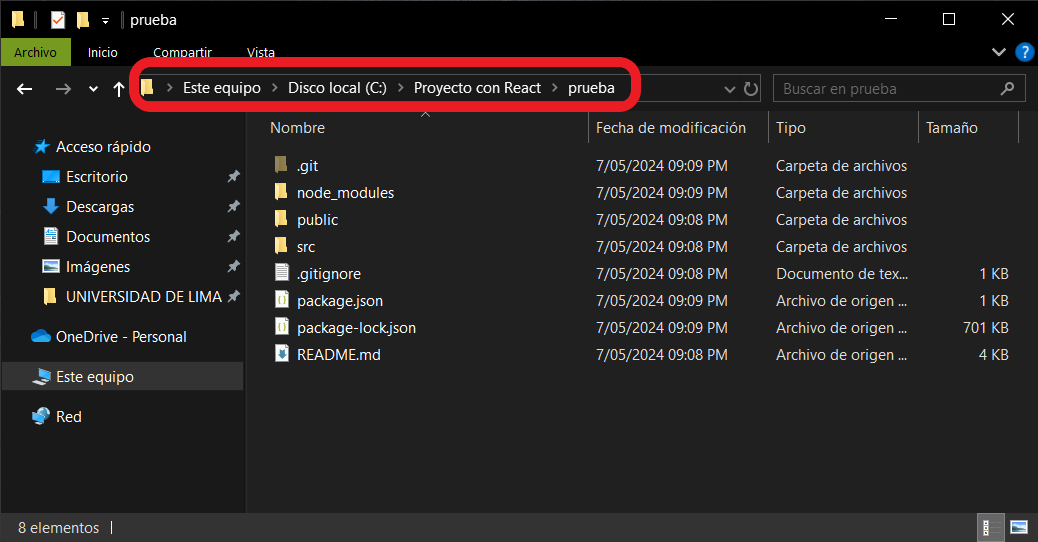 prueba
Archivo Inicio Compartir Vista
?
Este equipo > Disco local (C:) > Proyecto con React > prueba
Buscar en prueba
Nombre Fecha de modificación Tipo Tamaño
Acceso rápido
Escritorio
Descargas
Documentos
Imágenes
UNIVERSIDAD DE LIMA
OneDrive - Personal
Este equipo
Red
.git 7/05/2024 09:09 PM Carpeta de archivos
node_modules 7/05/2024 09:09 PM Carpeta de archivos
public 7/05/2024 09:08 PM Carpeta de archivos
src 7/05/2024 09:08 PM Carpeta de archivos
.gitignore 7/05/2024 09:08 PM Documento de tex... 1 KB
package.json 7/05/2024 09:09 PM Archivo de origen ... 1 KB
package-lock.json 7/05/2024 09:08 PM Archivo de origen ... 701 KB
README.md 7/05/2024 09:08 PM Archivo de origen ... 4 KB
8 elementos